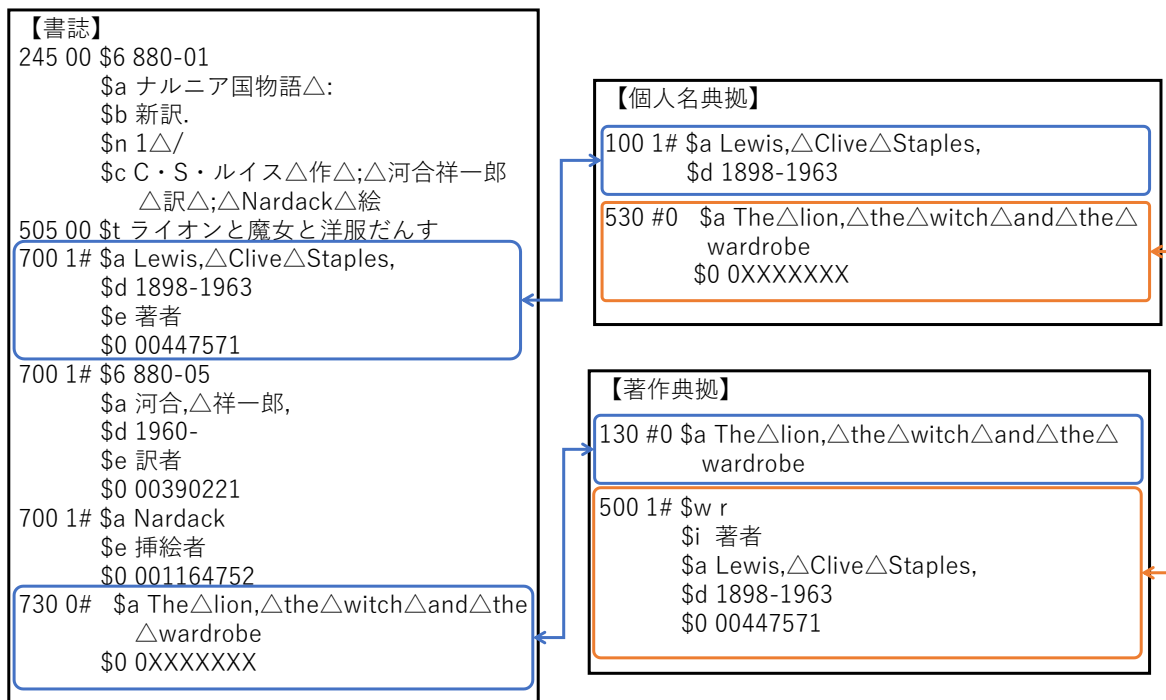 【書誌】
245 00 $6 880-01
$a ナルニア国物語△:
$b 新訳.
$n 1△/
$c C・S・ルイス△作△;△河合祥一郎
△訳△;△Nardack△絵
505 00 $t ライオンと魔女と洋服だんす
700 1# $a Lewis,△Clive△Staples,
$d 1898-1963
$e 著者
$0 00447571
700 1# $6 880-05
$a 河合,△祥一郎,
$d 1960-
$e 訳者
$0 00390221
700 1# $a Nardack
$e 挿絵者
$0 001164752
730 0# $a The△lion,△the△witch△and△the
△wardrobe
$0 0XXXXXXX
【個人名典拠】
100 1# $a Lewis,△Clive△Staples,
$d 1898-1963
530 #0 $a The△lion,△the△witch△and△the△
wardrobe
$0 0XXXXXXX
【著作典拠】
130 #0 $a The△lion,△the△witch△and△the△
wardrobe
500 1# $w r
$i 著者
$a Lewis,△Clive△Staples,
$d 1898-1963
$0 00447571